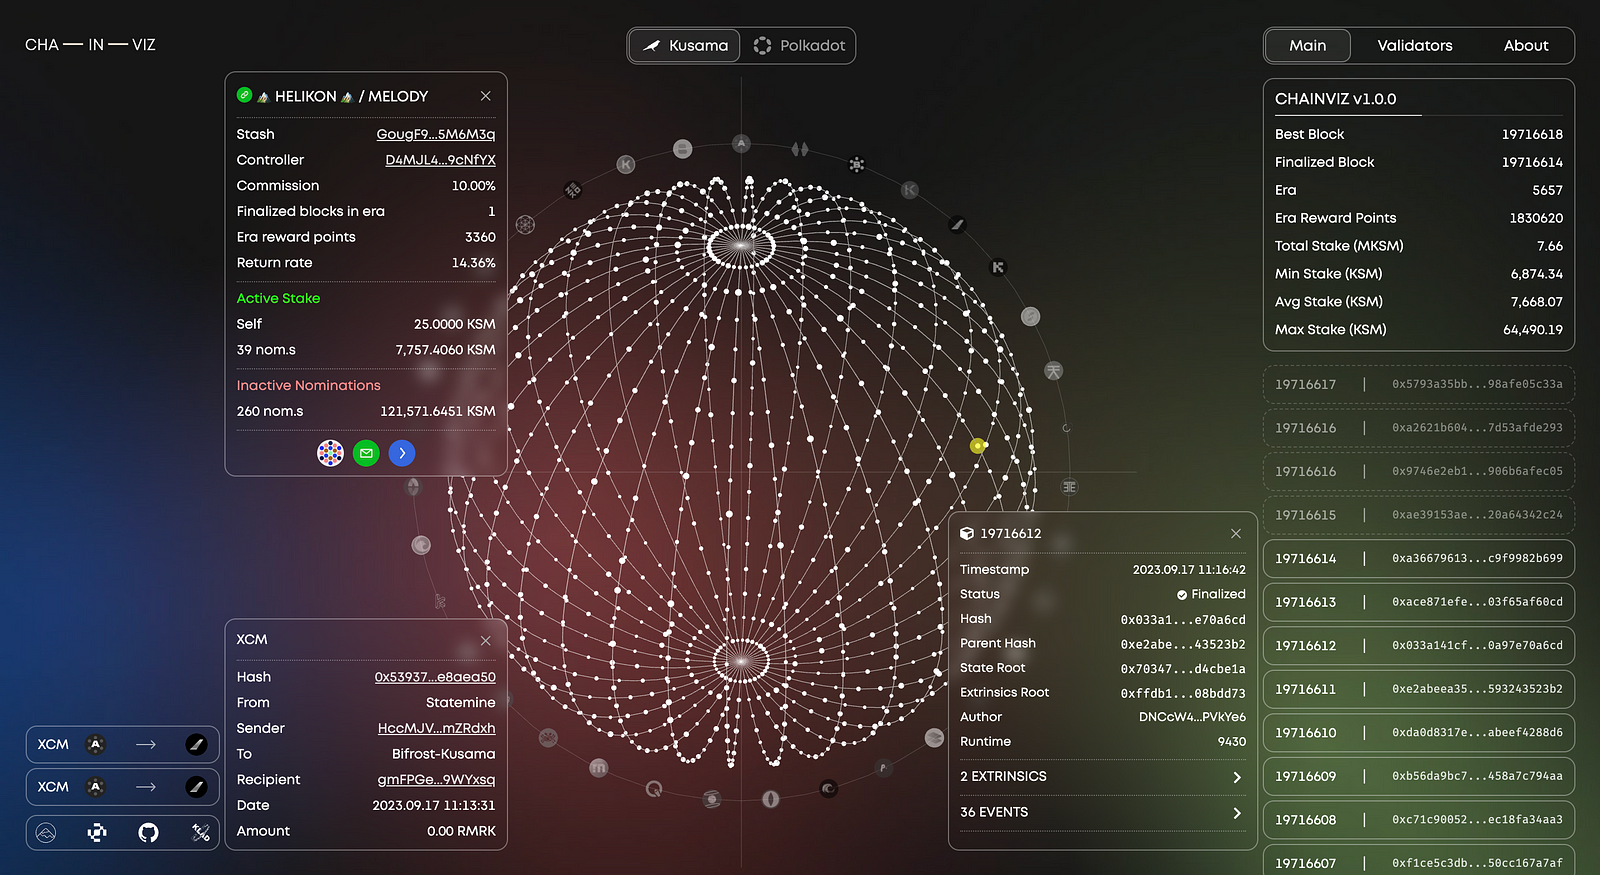 CHA — IN — VIZ
Kusama
Polkadot
Main
Validators
About
HELIKON / MELODY
Stash GougF9...5M6M3q
Controller D4MJL4...9cNfYX
Commission 10.00%
Finalized blocks in era 1
Era reward points 3360
Return rate 14.36%
Active Stake
Self 25.0000 KSM
39 nom.s 7,757.4060 KSM
Inactive Nominations
260 nom.s 121,571.6451 KSM
XCM
Hash 0x53937...e8aea50
From Statemine
Sender HccMJV...mZRdxh
To Bifrost-Kusama
Recipient gmFPGe...9WYxsq
Date 2023.09.17 11:13:31
Amount 0.00 RMRK
XCM A →
XCM A →
19716612
Timestamp 2023.09.17 11:16:42
Status Finalized
Hash 0x033a1...e70a6cd
Parent Hash 0xe2abe...43523b2
State Root 0x70347...d4cbe1a
Extrinsics Root 0xffdb1...08bdd73
Author DNCcW4...PVkYe6
Runtime 9430
2 EXTRINSICS
36 EVENTS
CHAINVIZ v1.0.0
Best Block 19716618
Finalized Block 19716614
Era 5657
Era Reward Points 1830620
Total Stake (MKSM) 7.66
Min Stake (KSM) 6,874.34
Avg Stake (KSM) 7,668.07
Max Stake (KSM) 64,490.19
19716617 | 0x5793a35bb...98afe05c33a
19716616 | 0xa2621b604...7d53afde293
19716616 | 0x9746e2eb1...906b6afec05
19716615 | 0xae39153ae...20a64342c24
19716614 | 0xa36679613...c9f9982b699
19716613 | 0xace871efe...03f65af60cd
19716612 | 0x033a141cf...0a97e70a6cd
19716611 | 0xe2abeea35...593243523b2
19716610 | 0xda0d8317e...abeef4288d6
19716609 | 0xb56da9bc7...458a7c794aa
19716608 | 0xc71c90052...ec18fa34aa3
19716607 | 0xf1ce5c3db...50cc167a7af